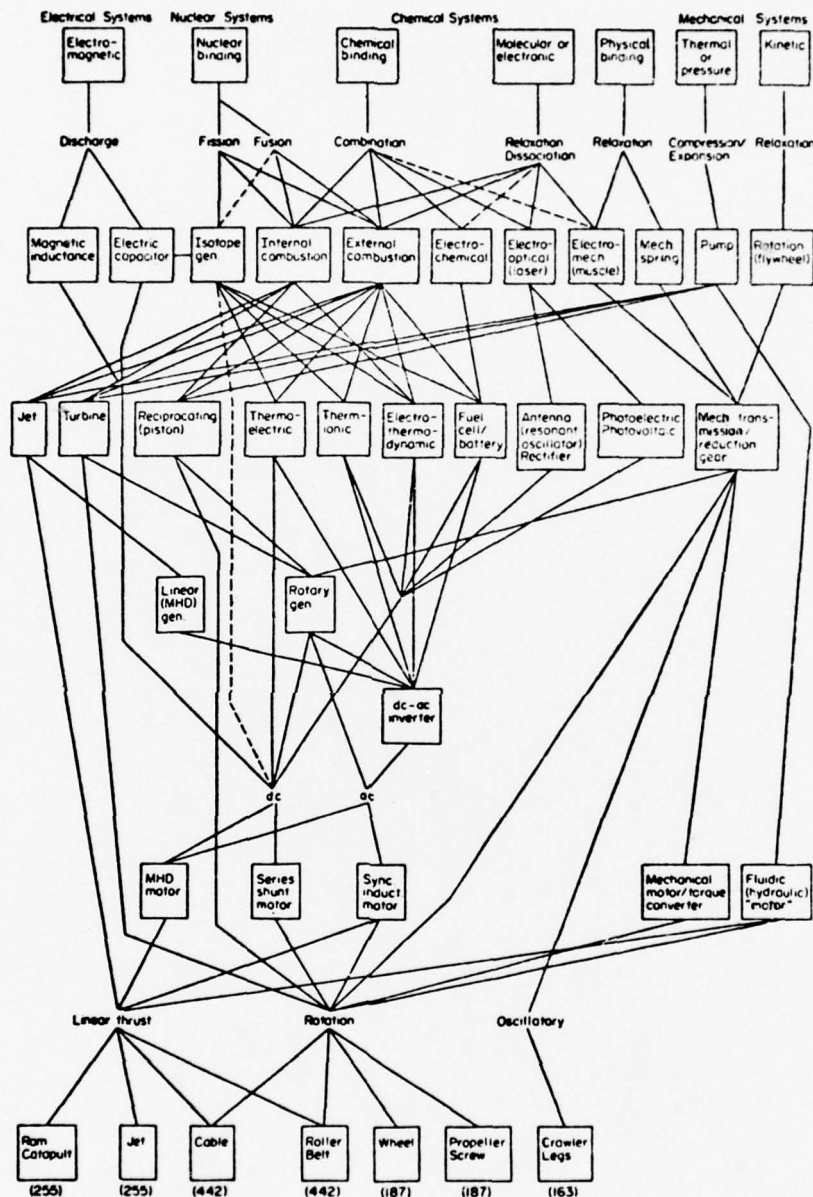 Electrical Systems Nuclear Systems Chemical Systems Mechanical Systems
Electro-
magnetic
Nuclear
binding
Chemical
binding
Molecular or
electronic
Physical
binding
Thermal
or
pressure
Kinetic
Discharge
Fission
Fusion
Combination
Relaxation
Dissociation
Relaxation
Compression/
Expansion
Relaxation
Magnetic
inductance
Electric
capacitor
Isotope
gen.
Internal
combustion
External
combustion
Electro-
chemical
Electro-
optical
(laser)
Electro-
mech
(muscle)
Mech
spring
Pump
Rotation
(flywheel)
Jet
Turbine
Reciprocating
(piston)
Thermo-
electric
Therm-
ionic
Electro-
thermo-
dynamic
Fuel
cell/
battery
Antenna
(resonant
oscillator)
Rectifier
Photoelectric
Photovoltaic
Mech. trans-
mission/
reduction
gear
Linear
(MHD)
gen.
Rotary
gen
dc-ac
inverter
dc
ac
MHD
motor
Series
shunt
motor
Sync
induct
motor
Mechanical
motor/torque
converter
Fluidic
(hydraulic)
"motor"
Linear thrust
Rotation
Oscillatory
Ram
Catapult
Jet
Cable
Roller
Belt
Wheel
Propeller
Screw
Crawler
Legs
(255) (255) (442) (442) (187) (187) (163)